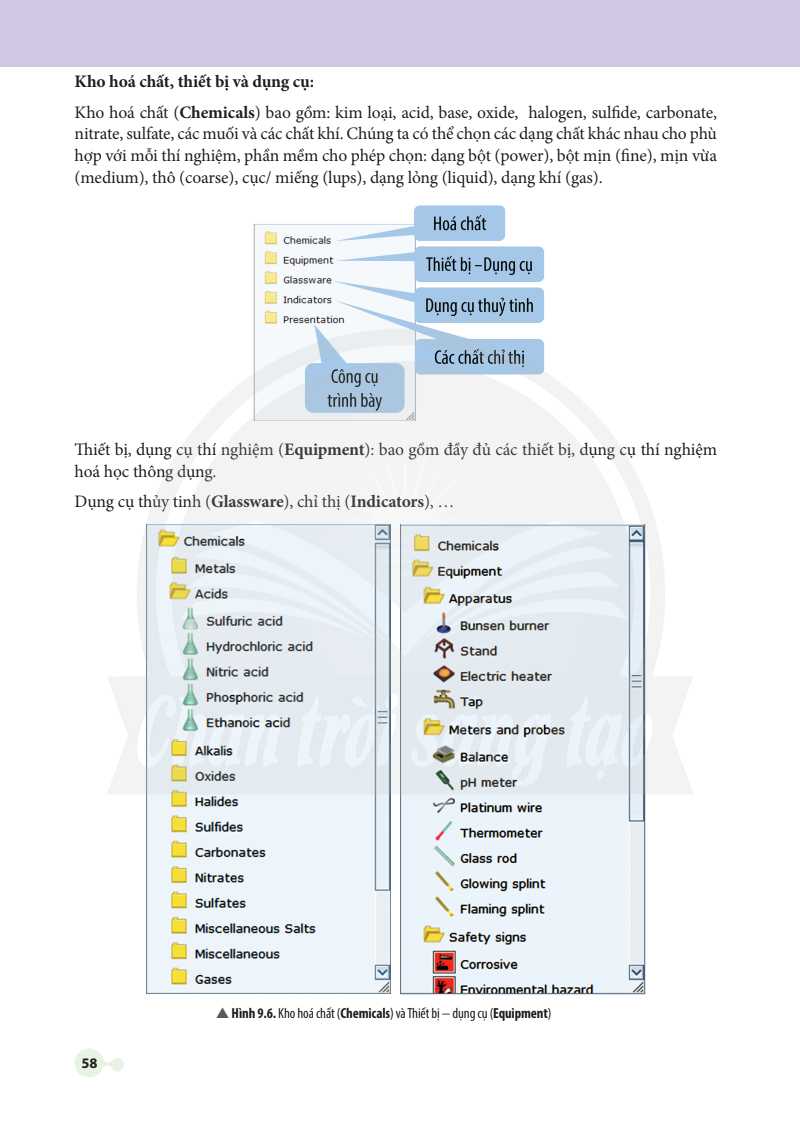 Kho hoá chất, thiết bị và dụng cụ:
Kho hoá chất (Chemicals) bao gồm: kim loại, acid, base, oxide, halogen, sulfide, carbonate,
nitrate, sulfate, các muối và các chất khí. Chúng ta có thể chọn các dạng chất khác nhau cho phù
hợp với mỗi thí nghiệm, phần mềm cho phép chọn: dạng bột (power), bột mịn (fine), mịn vừa
(medium), thô (coarse), cục/ miếng (lups), dạng lỏng (liquid), dạng khí (gas).
Chemicals
Equipment
Glassware
Indicators
Presentation
Hoá chất
Thiết bị –Dụng cụ
Dụng cụ thuỷ tinh
Các chất chỉ thị
Công cụ
trình bày
Thiết bị, dụng cụ thí nghiệm (Equipment): bao gồm đầy đủ các thiết bị, dụng cụ thí nghiệm
hoá học thông dụng.
Dụng cụ thủy tinh (Glassware), chỉ thị (Indicators), …
Chemicals
Metals
Acids
Sulfuric acid
Hydrochloric acid
Nitric acid
Phosphoric acid
Ethanoic acid
Alkalis
Oxides
Halides
Sulfides
Carbonates
Nitrates
Sulfates
Miscellaneous Salts
Miscellaneous
Gases
Chemicals
Equipment
Apparatus
Bunsen burner
Stand
Electric heater
Tap
Meters and probes
Balance
pH meter
Platinum wire
Thermometer
Glass rod
Glowing splint
Flaming splint
Safety signs
Corrosive
Environmental hazard
Chân trời sáng tạo
▲ Hình 9.6. Kho hoá chất (Chemicals) và Thiết bị – dụng cụ (Equipment)
58